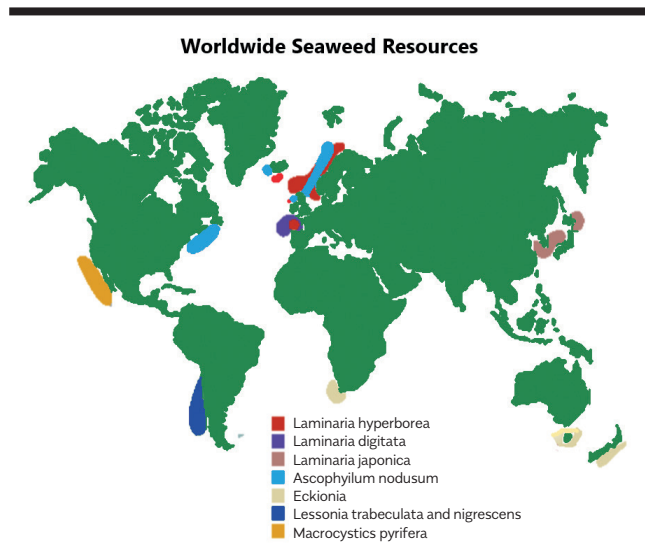 Worldwide Seaweed Resources
Laminaria hyperborea
Laminaria digitata
Laminaria japonica
Ascophyilum nodusum
Eckionia
Lessonia trabeculata and nigrescens
Macrocystics pyrifera